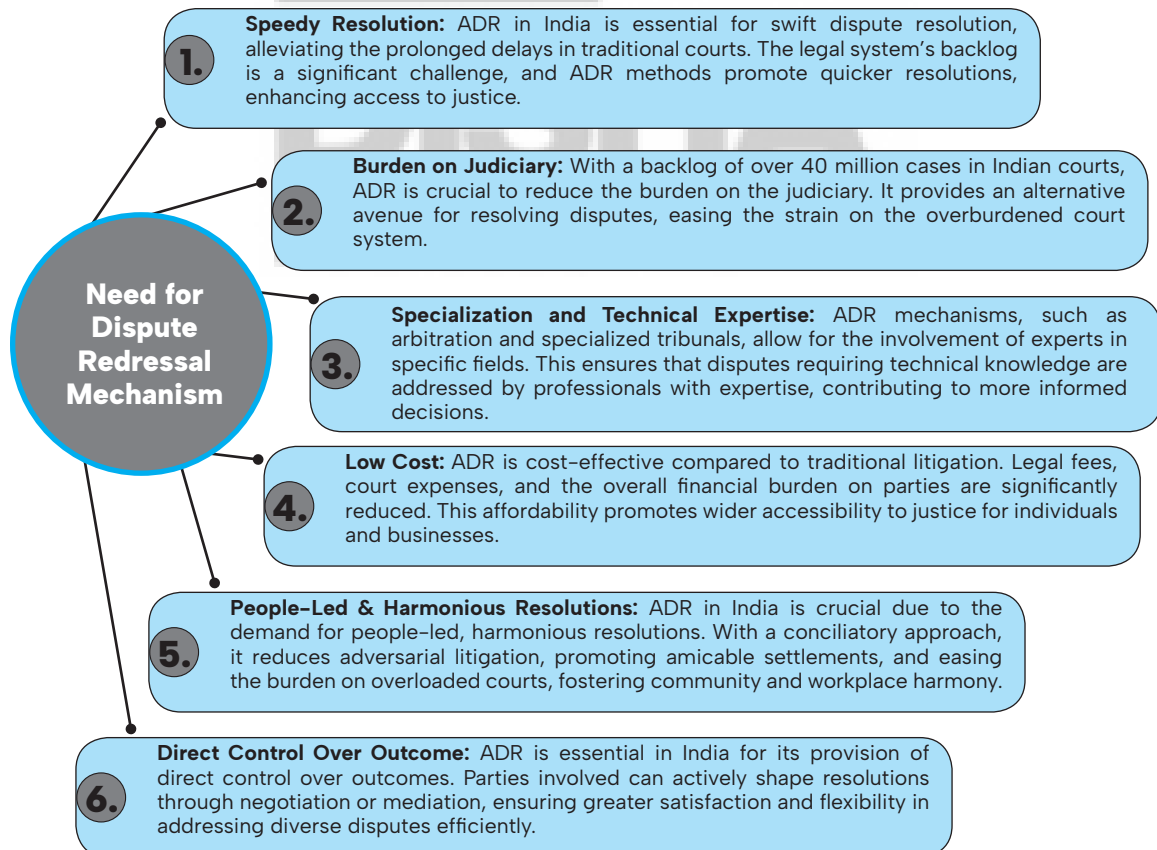 Speedy Resolution: ADR in India is essential for swift dispute resolution,
alleviating the prolonged delays in traditional courts. The legal system’s backlog
is a significant challenge, and ADR methods promote quicker resolutions,
enhancing access to justice.
1.
Burden on Judiciary: With a backlog of over 40 million cases in Indian courts,
ADR is crucial to reduce the burden on the judiciary. It provides an alternative
avenue for resolving disputes, easing the strain on the overburdened court
system.
2.
Need for
Dispute
Redressal
Mechanism
Specialization and Technical Expertise: ADR mechanisms, such as
arbitration and specialized tribunals, allow for the involvement of experts in
specific fields. This ensures that disputes requiring technical knowledge are
addressed by professionals with expertise, contributing to more informed
decisions.
3.
Low Cost: ADR is cost-effective compared to traditional litigation. Legal fees,
court expenses, and the overall financial burden on parties are significantly
reduced. This affordability promotes wider accessibility to justice for individuals
and businesses.
4.
People-Led & Harmonious Resolutions: ADR in India is crucial due to the
demand for people-led, harmonious resolutions. With a conciliatory approach,
it reduces adversarial litigation, promoting amicable settlements, and easing
the burden on overloaded courts, fostering community and workplace harmony.
5.
Direct Control Over Outcome: ADR is essential in India for its provision of
direct control over outcomes. Parties involved can actively shape resolutions
through negotiation or mediation, ensuring greater satisfaction and flexibility in
addressing diverse disputes efficiently.
6.